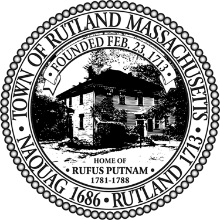 · TOWN OF RUTLAND MASSACHUSETTS ·
NAQUAG 1686 · RUTLAND 1713
· FOUNDED FEB. 23, 1713 ·
HOME OF
· RUFUS PUTNAM ·
1781-1788